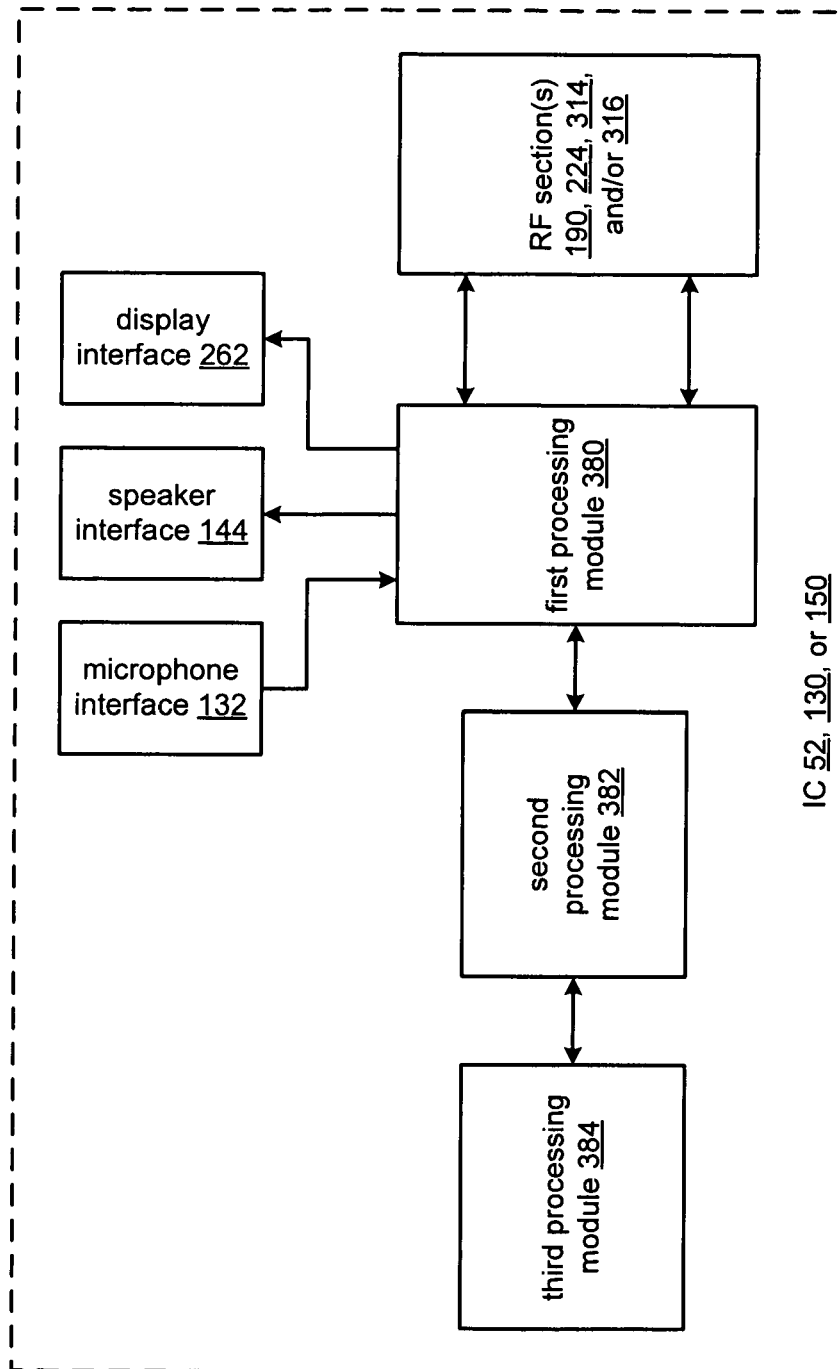 display
interface 262
speaker
interface 144
microphone
interface 132
RF section(s)
190, 224, 314,
and/or 316
first processing
module 380
second
processing
module 382
third processing
module 384
IC 52, 130, or 150